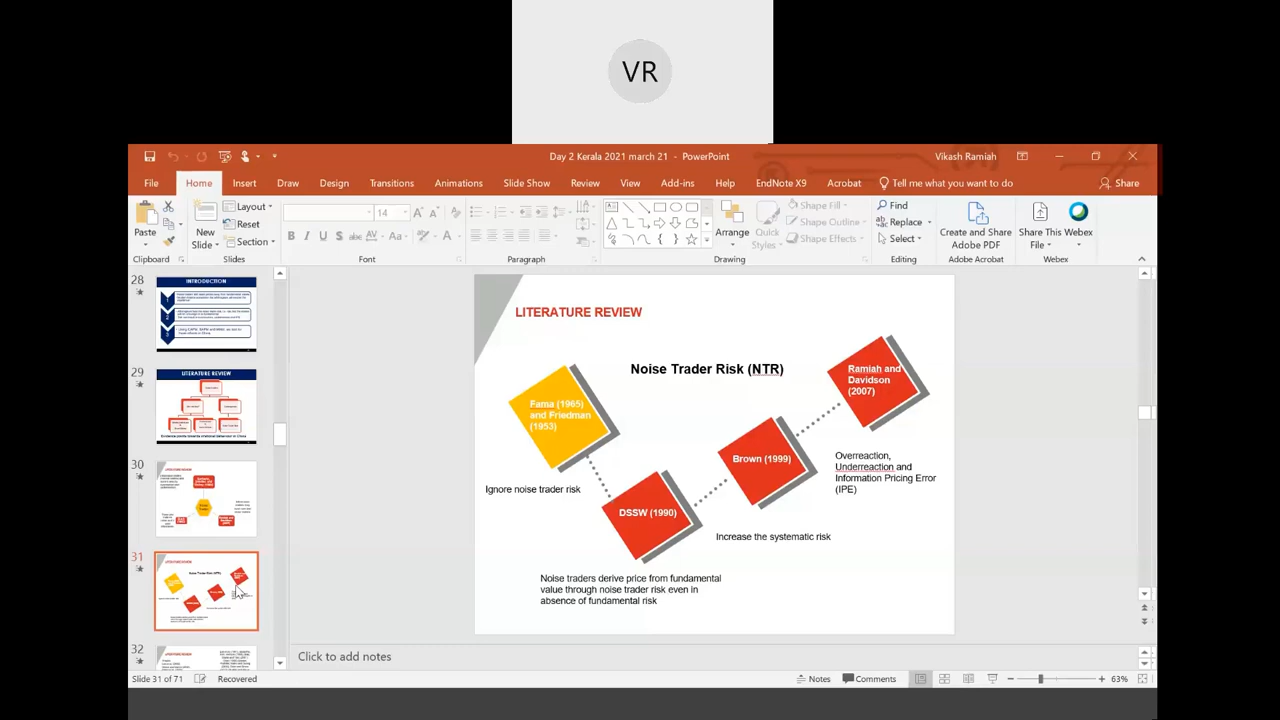 VR
Day 2 Kerala 2021 march 21 - PowerPoint
Vikash Ramiah
File Home Insert Draw Design Transitions Animations Slide Show Review View Add-ins Help EndNote X9 Acrobat Tell me what you want to do Share
Paste
New
Slide
Layout
Reset
Section
14
B I U S abc AV Aa A
Arrange
Quick
Styles
Shape Fill
Shape Outline
Shape Effects
Find
Replace
Select
Create and Share
Adobe PDF
Share This
File
Webex
Clipboard Slides Font Paragraph Drawing Editing Adobe Acrobat Webex
28
INTRODUCTION
29
LITERATURE REVIEW
30
31
32
LITERATURE REVIEW
Noise Trader Risk (NTR)
Fama (1965)
and Friedman
(1953)
Ignore noise trader risk
DSSW (1990)
Noise traders derive price from fundamental
value through noise trader risk even in
absence of fundamental risk
Brown (1999)
Increase the systematic risk
Ramiah and
Davidson
(2007)
Overreaction,
Underreaction and
Information Pricing Error
(IPE)
Click to add notes
Slide 31 of 71
Recovered
Notes
Comments
63%